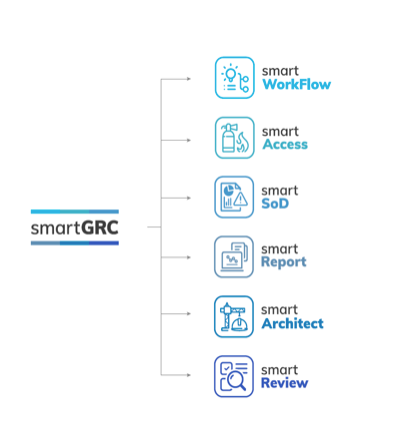 smartGRC
smart
WorkFlow
smart
Access
smart
SoD
smart
Report
smart
Architect
smart
Review